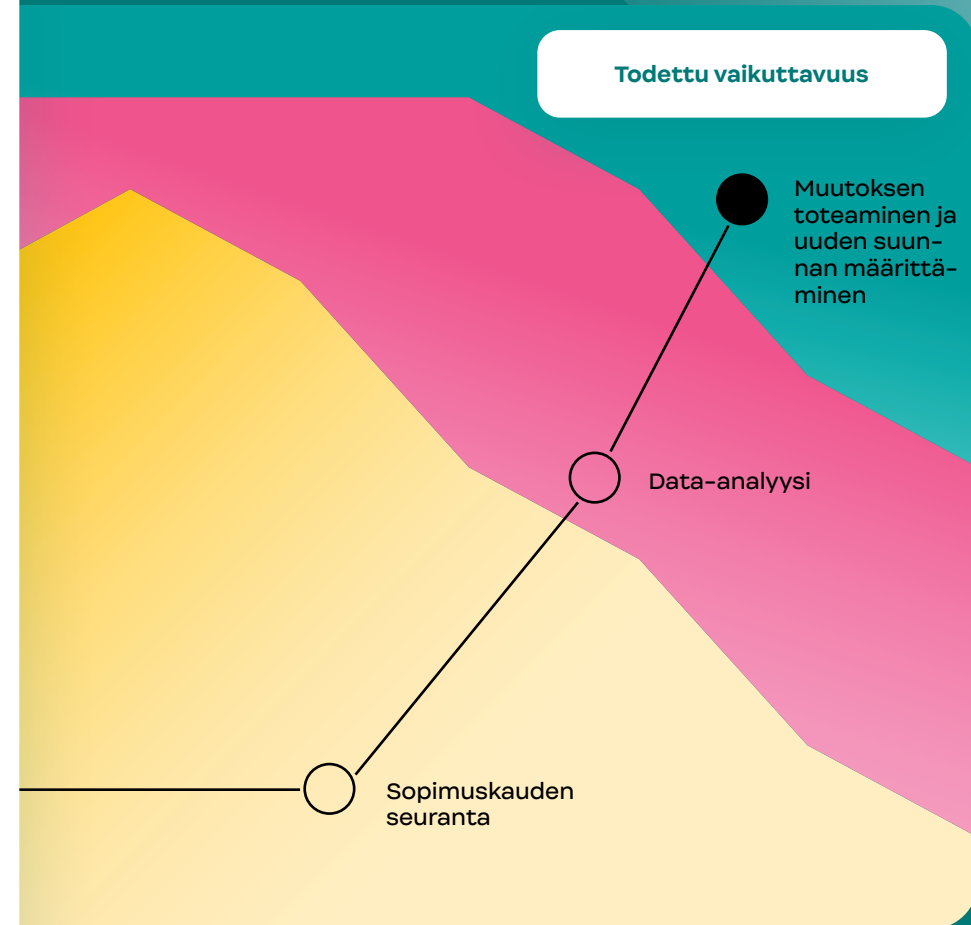 Todettu vaikuttavuus
Muutoksen
toteaminen ja
uuden suun-
nan määrittä-
minen
Data-analyysi
Sopimuskauden
seuranta